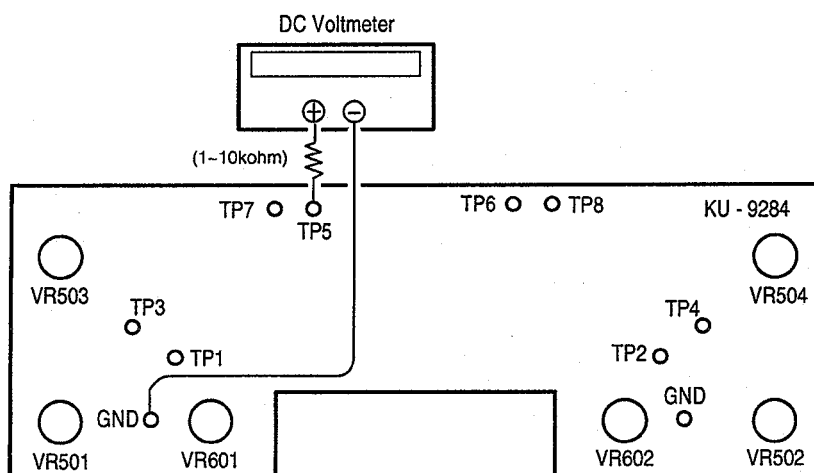 DC Voltmeter
+ −
(1~10kohm)
TP7
TP5
TP6
TP8
KU - 9284
VR503
VR504
TP3
TP4
TP1
TP2
GND
GND
VR501
VR601
VR602
VR502